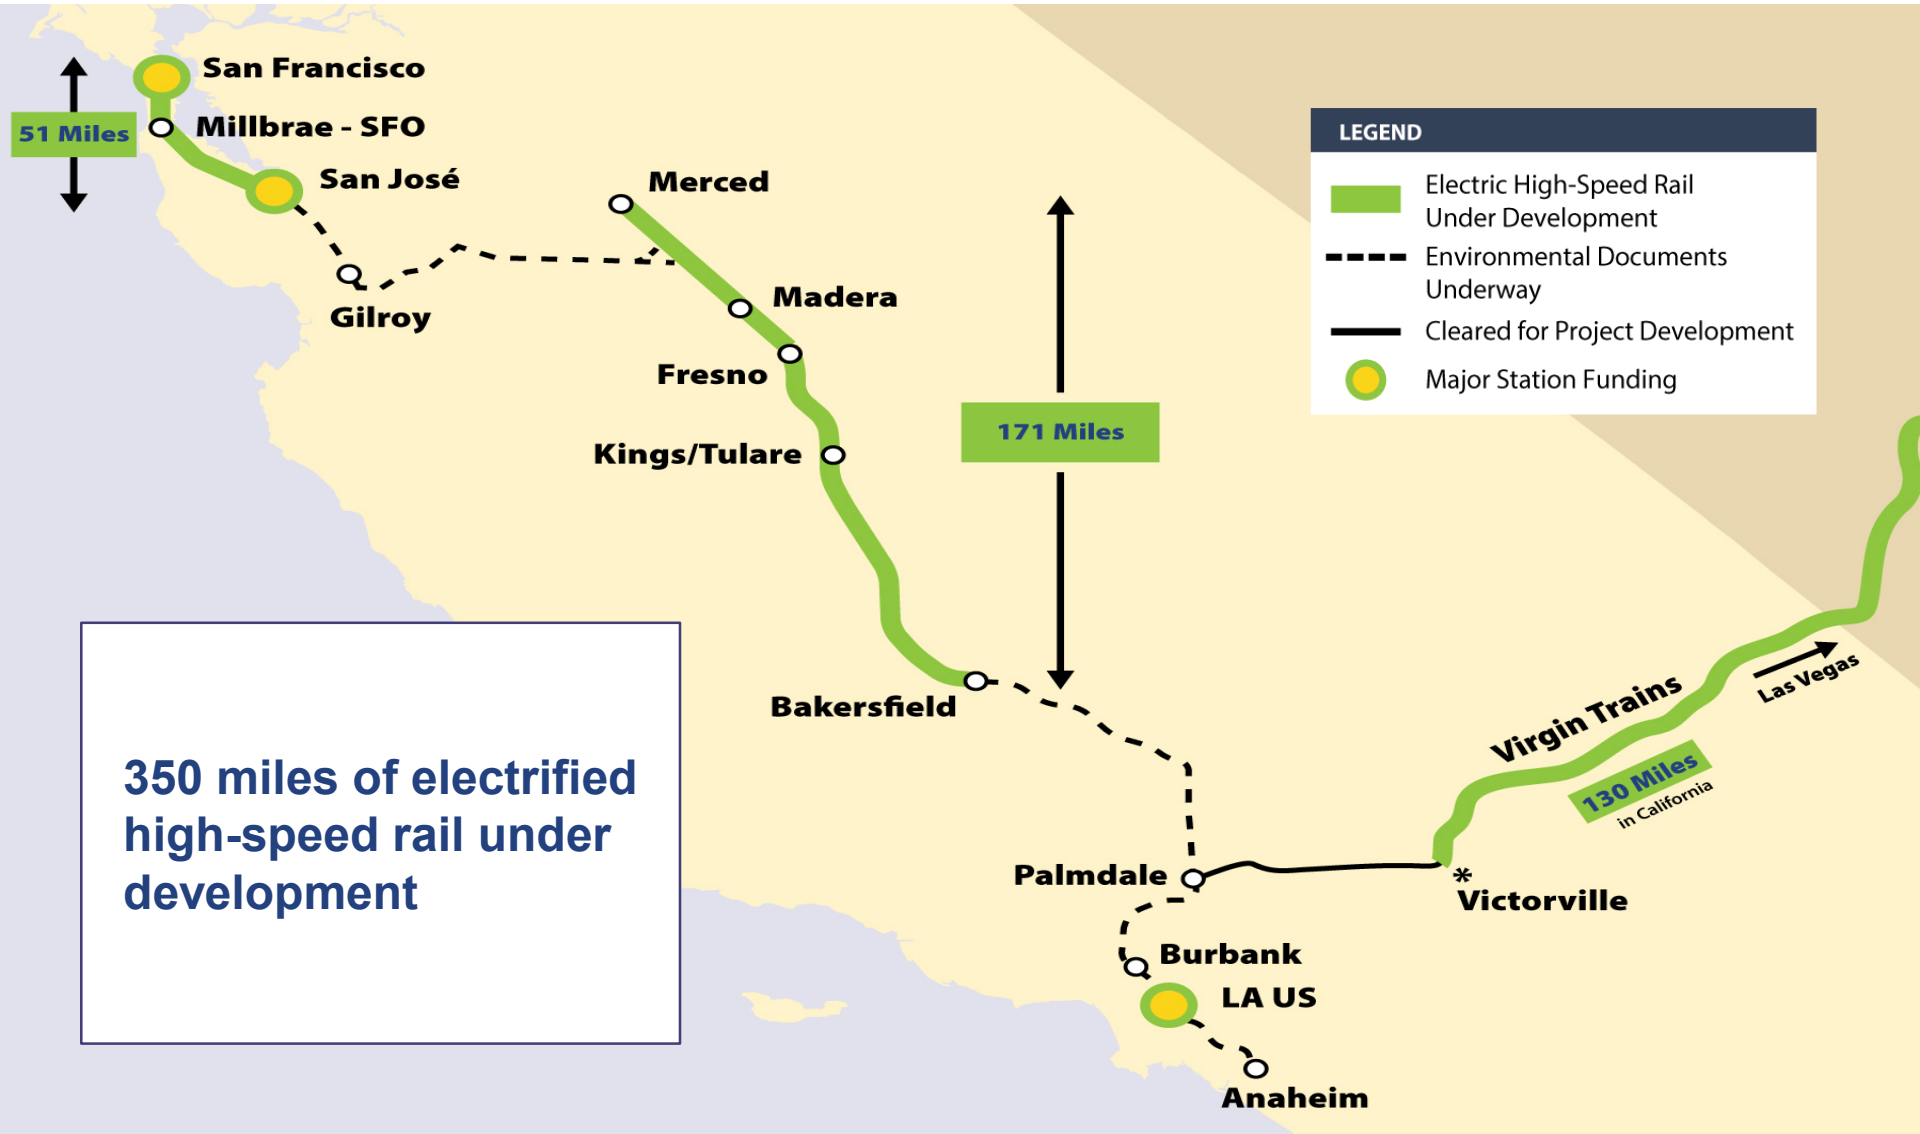 San Francisco
51 Miles
Millbrae - SFO
San José
Merced
Gilroy
Madera
Fresno
Kings/Tulare
171 Miles
Bakersfield
LEGEND
Electric High-Speed Rail
Under Development
Environmental Documents
Underway
Cleared for Project Development
Major Station Funding
Las Vegas
Virgin Trains
130 Miles
in California
Palmdale
*
Victorville
Burbank
LA US
Anaheim
350 miles of electrified
high-speed rail under
development